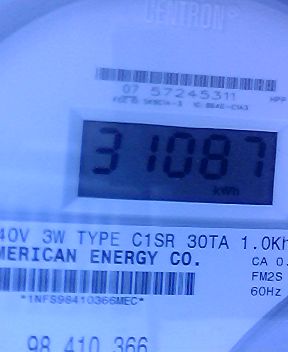 CENTRON®
07 57245311
31087
kWh
40V 3W TYPE C1SR 30TA 1.0Kh
MERICAN ENERGY CO.
CA 0.
FM2S
60Hz
*1NFS98410366MEC*
98 410 366